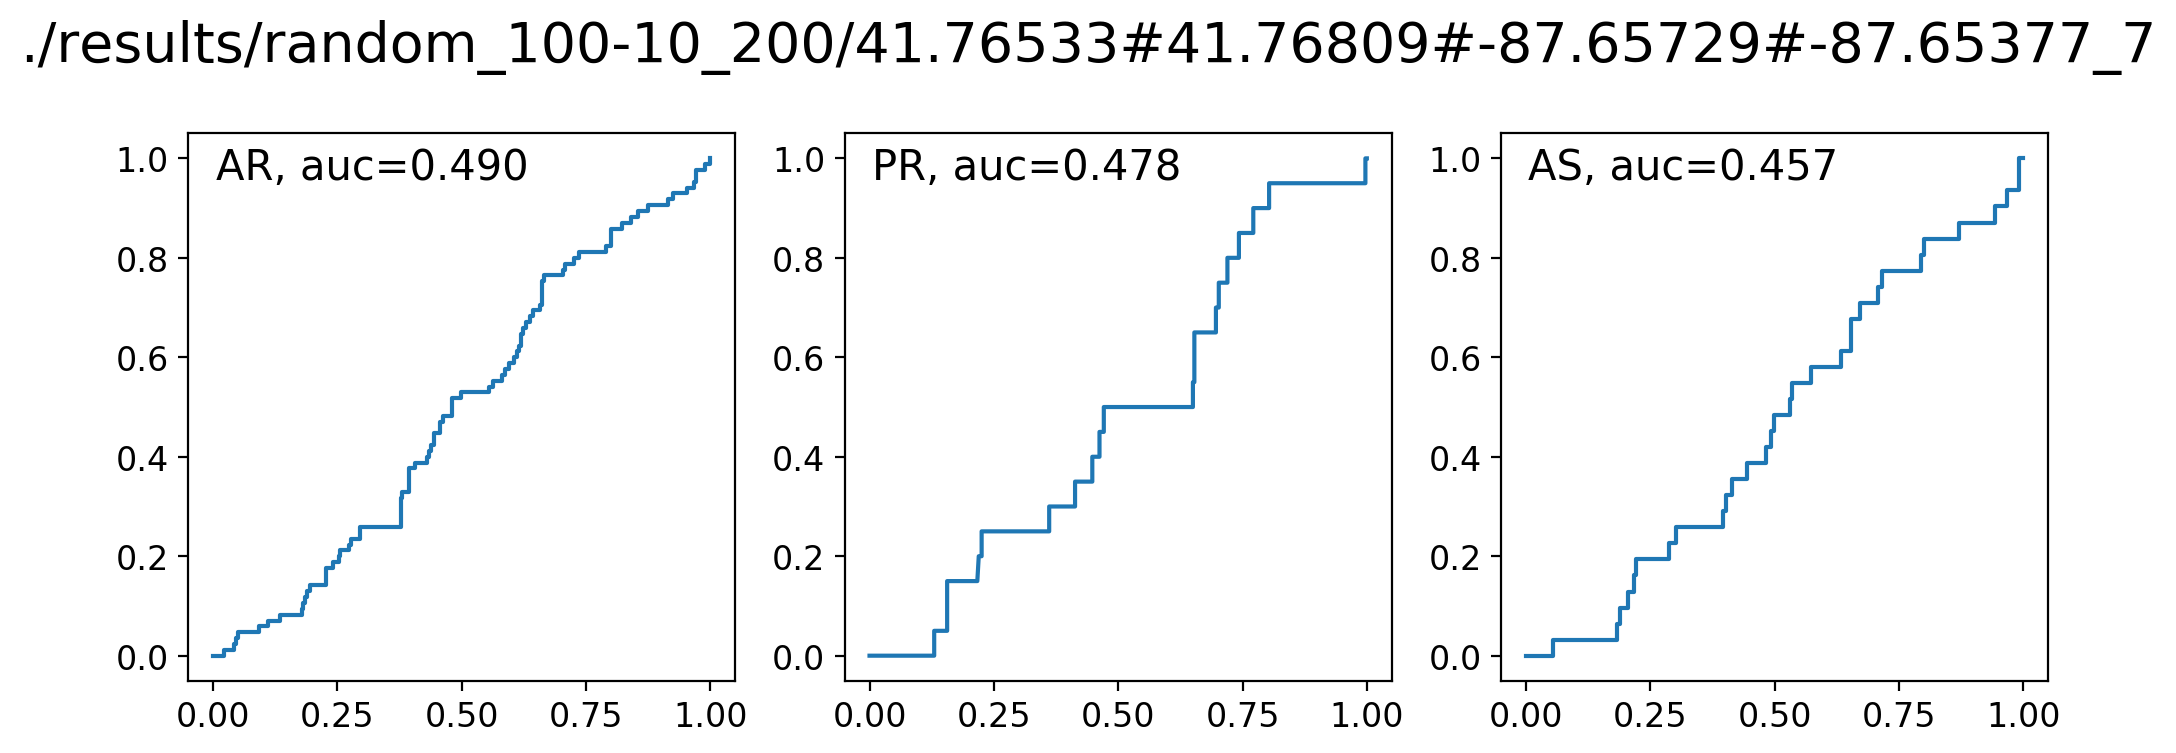 ./results/random_100-10_200/41.76533#41.76809#-87.65729#-87.65377_7
AR, auc=0.490
1.0
0.8
0.6
0.4
0.2
0.0
0.00 0.25 0.50 0.75 1.00
PR, auc=0.478
1.0
0.8
0.6
0.4
0.2
0.0
0.00 0.25 0.50 0.75 1.00
AS, auc=0.457
1.0
0.8
0.6
0.4
0.2
0.0
0.00 0.25 0.50 0.75 1.00